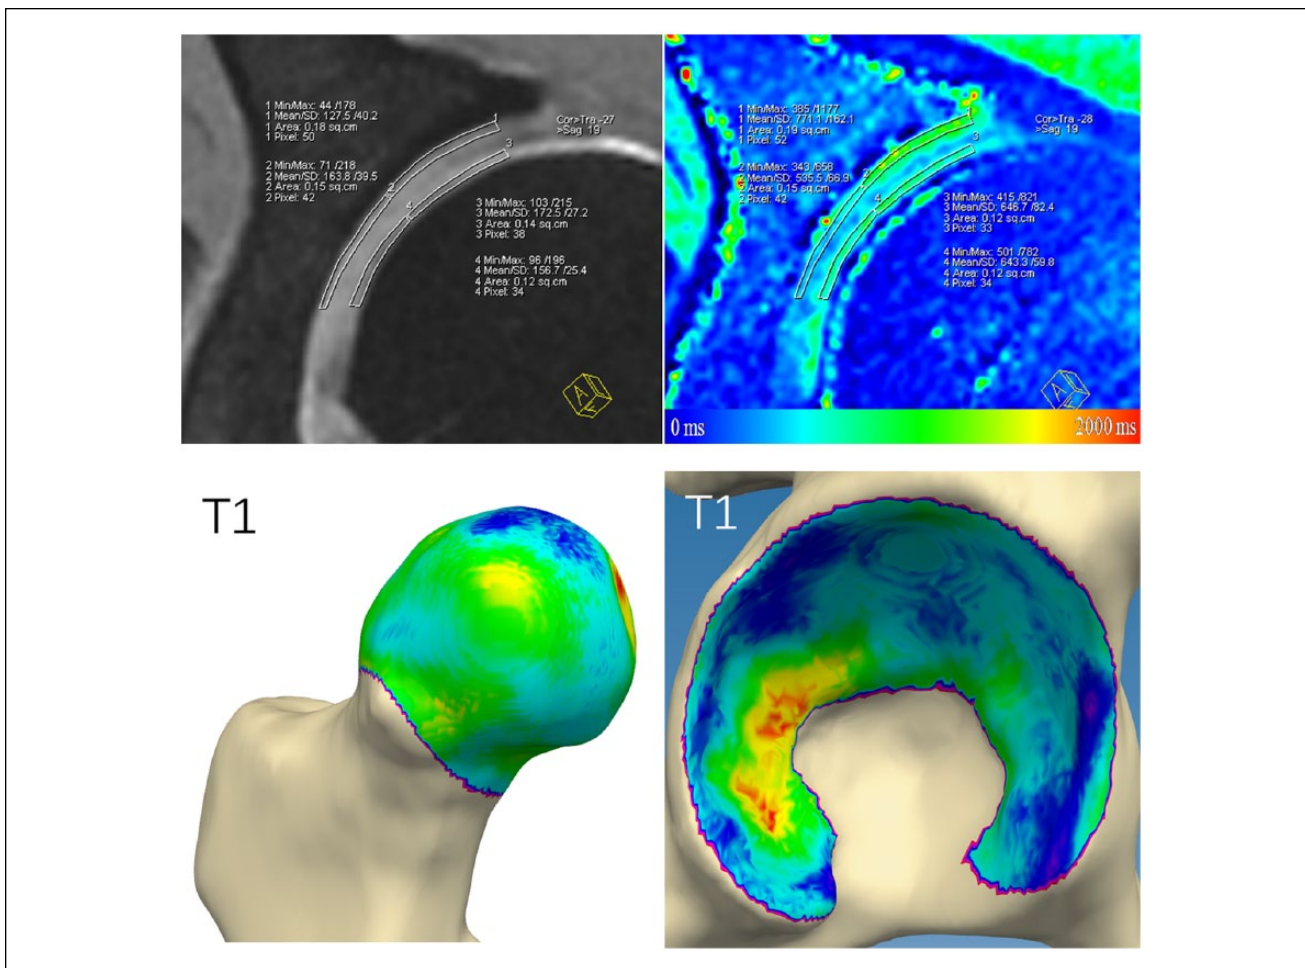 1 Min/Max: 44 /178
1 Mean/SD: 127.5 /40.2
1 Area: 0.18 sq.cm
1 Pixel: 50
2 Min/Max: 71 /218
2 Mean/SD: 163.8 /39.5
2 Area: 0.15 sq.cm
2 Pixel: 42
1
Cor>Tra -27
>Sag 19
3
2
4
3 Min/Max: 103 /215
3 Mean/SD: 172.5 /27.2
3 Area: 0.14 sq.cm
3 Pixel: 38
4 Min/Max: 96 /196
4 Mean/SD: 156.7 /25.4
4 Area: 0.12 sq.cm
4 Pixel: 34
A
1 Min/Max: 385 /1177
1 Mean/SD: 771.1 /162.1
1 Area: 0.19 sq.cm
1 Pixel: 52
2 Min/Max: 343 /658
2 Mean/SD: 535.5 /66.9
2 Area: 0.15 sq.cm
2 Pixel: 42
1
Cor>Tra -28
>Sag 19
3
2
4
3 Min/Max: 415 /821
3 Mean/SD: 646.7 /82.4
3 Area: 0.12 sq.cm
3 Pixel: 33
4 Min/Max: 501 /782
4 Mean/SD: 643.3 /59.8
4 Area: 0.12 sq.cm
4 Pixel: 34
A
0 ms
2000 ms
T1
T1